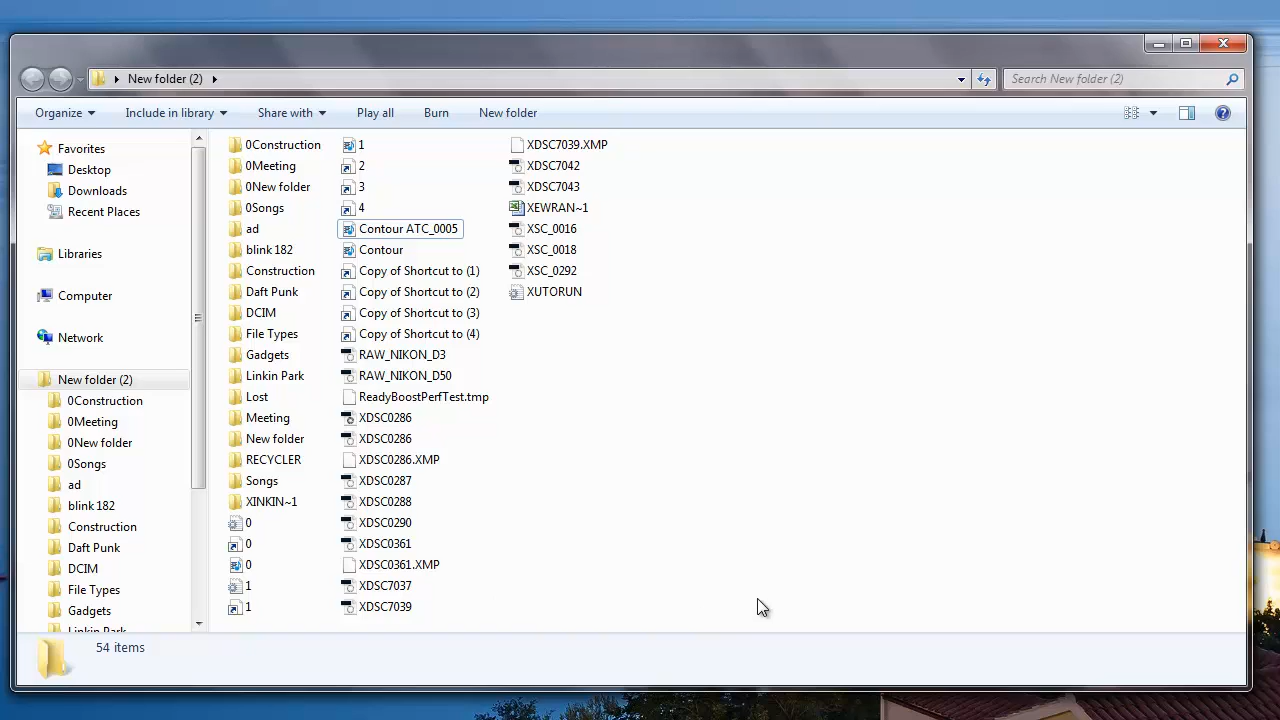 New folder (2)
Search New folder (2)
Organize
Include in library
Share with
Play all
Burn
New folder
Favorites
Desktop
Downloads
Recent Places
Libraries
Computer
Network
New folder (2)
0Construction
0Meeting
0New folder
0Songs
ad
blink 182
Construction
Daft Punk
DCIM
File Types
Gadgets
Linkin Park
0Construction
0Meeting
0New folder
0Songs
ad
blink 182
Construction
Daft Punk
DCIM
File Types
Gadgets
Linkin Park
Lost
Meeting
New folder
RECYCLER
Songs
XINKIN~1
0
0
0
1
1
1
2
3
4
Contour ATC_0005
Contour
Copy of Shortcut to (1)
Copy of Shortcut to (2)
Copy of Shortcut to (3)
Copy of Shortcut to (4)
RAW_NIKON_D3
RAW_NIKON_D50
ReadyBoostPerfTest.tmp
XDSC0286
XDSC0286
XDSC0286.XMP
XDSC0287
XDSC0288
XDSC0290
XDSC0361
XDSC0361.XMP
XDSC7037
XDSC7039
XDSC7039.XMP
XDSC7042
XDSC7043
XEWRAN~1
XSC_0016
XSC_0018
XSC_0292
XUTORUN
54 items